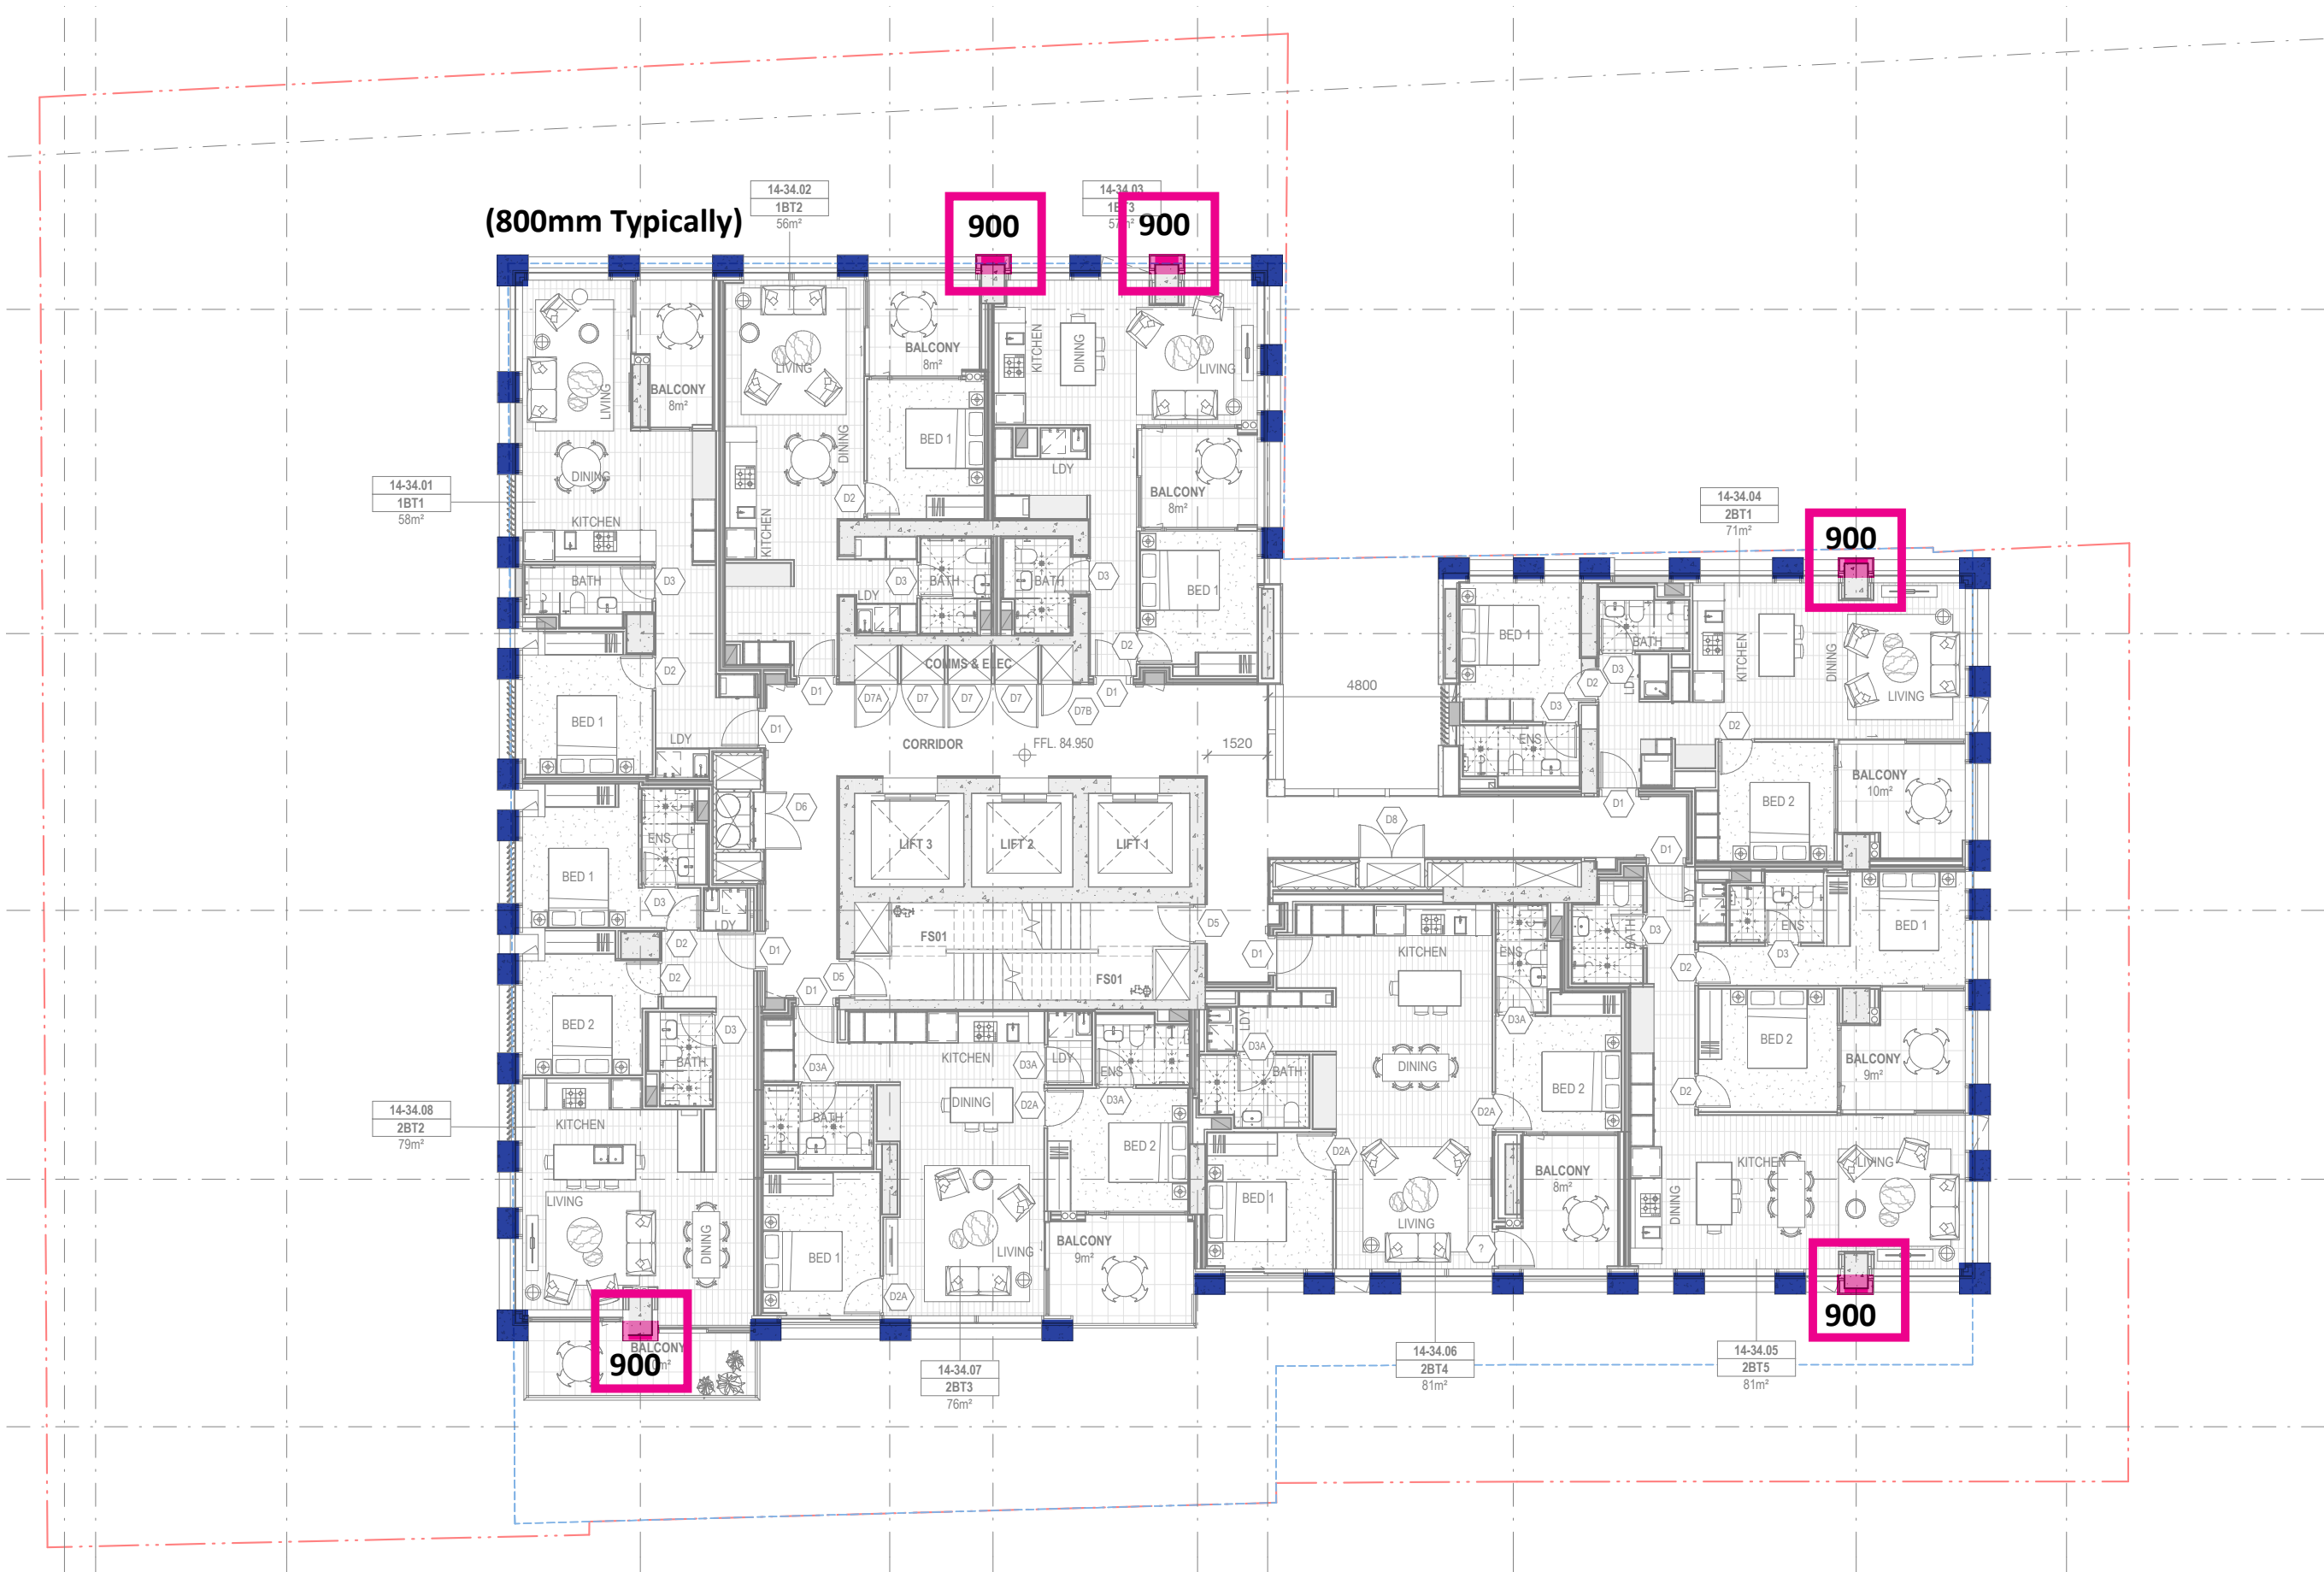 14-34.02
1BT2
56m²
14-34.03
1BT3
57m²
(800mm Typically)
900
900
BALCONY
8m²
KITCHEN
DINING
LIVING
LIVING
LIVING
BALCONY
8m²
BED 1
DINING
LDY
DINING
14-34.01
1BT1
58m²
BALCONY
8m²
D2
KITCHEN
KITCHEN
14-34.04
2BT1
71m²
900
BATH
D3
D3
BATH
BATH
D3
BED 1
LDY
BED 1
BATH
KITCHEN
DINING
D2
COMMS & ELEC
D2
D3
D2
LDY
LIVING
D1
D7A
D7
D7
D7
D7B
D1
4800
D3
BED 1
D1
D2
LDY
CORRIDOR
FFL. 84.950
1520
ENS
BALCONY
10m²
D6
D1
BED 2
ENS
LIFT 3
LIFT 2
LIFT 1
D8
D1
BED 1
D3
LDY
LDY
D5
FS01
BED 1
ENS
D2
D1
D3
BATH
D1
KITCHEN
ENS
D3
D2
D5
FS01
D2
D1
BED 2
D3
LDY
D3A
BED 2
BATH
D3A
KITCHEN
D3A
LDY
ENS
D3A
BATH
DINING
BED 2
BALCONY
9m²
14-34.08
2BT2
79m²
KITCHEN
BATH
DINING
D2A
D3A
D2A
D2
BED 2
D2A
LIVING
DINING
BED 1
LIVING
BALCONY
9m²
BED 1
LIVING
BALCONY
8m²
KITCHEN
DINING
LIVING
?
D2A
900
BALCONY
900
14-34.07
2BT3
76m²
14-34.06
2BT4
81m²
14-34.05
2BT5
81m²